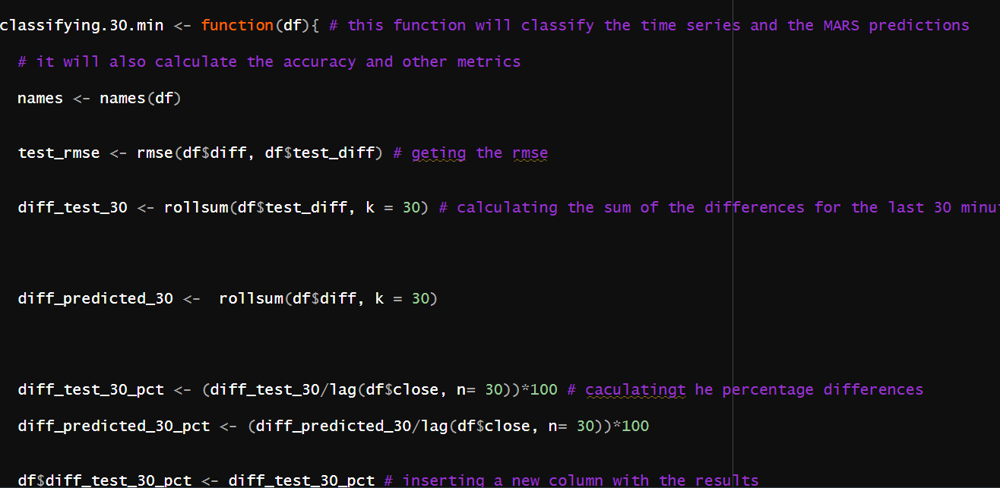 classifying.30.min <- function(df){ # this function will classify the time series and the MARS predictions
# it will also calculate the accuracy and other metrics
names <- names(df)
test_rmse <- rmse(df$diff, df$test_diff) # geting the rmse
diff_test_30 <- rollsum(df$test_diff, k = 30) # calculating the sum of the differences for the last 30 minu
diff_predicted_30 <-  rollsum(df$diff, k = 30)
diff_test_30_pct <- (diff_test_30/lag(df$close, n= 30))*100 # caculatingt he percentage differences
diff_predicted_30_pct <- (diff_predicted_30/lag(df$close, n= 30))*100
df$diff_test_30_pct <- diff_test_30_pct # inserting a new column with the results